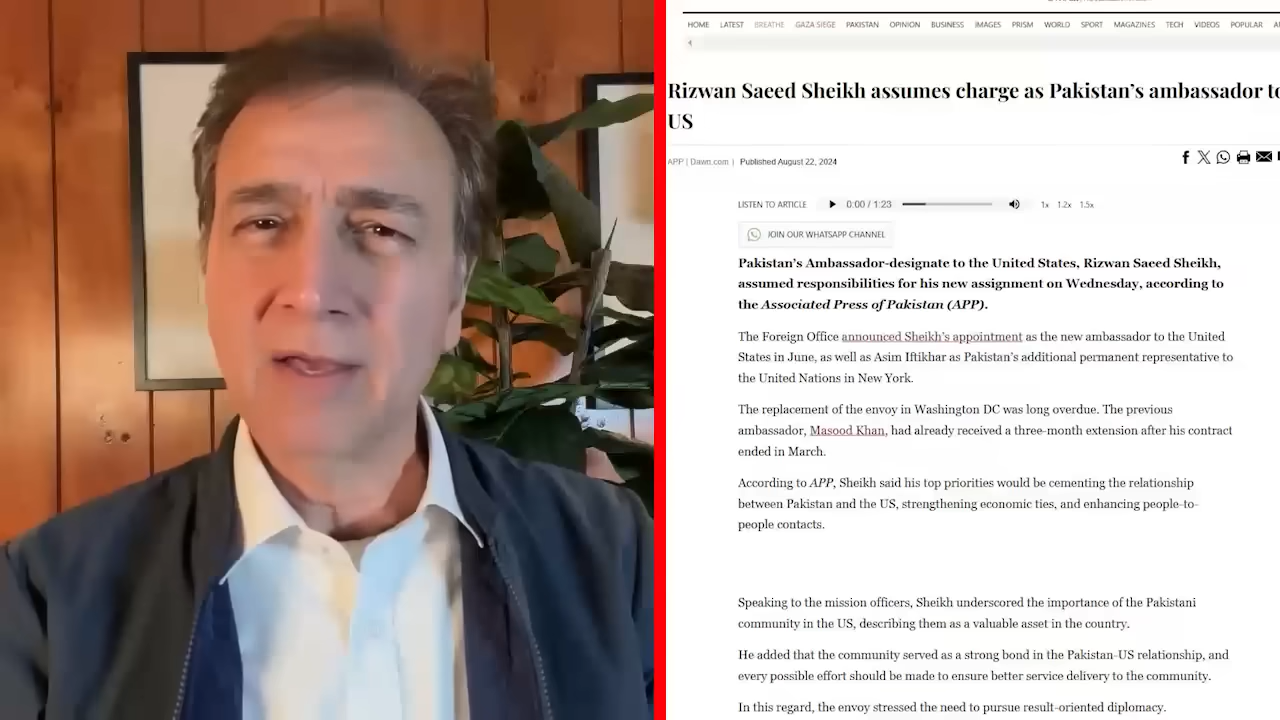 HOME LATEST BREATHE GAZA SIEGE PAKISTAN OPINION BUSINESS IMAGES PRISM WORLD SPORT MAGAZINES TECH VIDEOS POPULAR
Rizwan Saeed Sheikh assumes charge as Pakistan’s ambassador to
US
APP | Dawn.com | Published August 22, 2024
LISTEN TO ARTICLE 0:00 / 1:23 1x 1.2x 1.5x
JOIN OUR WHATSAPP CHANNEL
Pakistan’s Ambassador-designate to the United States, Rizwan Saeed Sheikh,
assumed responsibilities for his new assignment on Wednesday, according to
the Associated Press of Pakistan (APP).
The Foreign Office announced Sheikh’s appointment as the new ambassador to the United
States in June, as well as Asim Iftikhar as Pakistan’s additional permanent representative to
the United Nations in New York.
The replacement of the envoy in Washington DC was long overdue. The previous
ambassador, Masood Khan, had already received a three-month extension after his contract
ended in March.
According to APP, Sheikh said his top priorities would be cementing the relationship
between Pakistan and the US, strengthening economic ties, and enhancing people-to-
people contacts.
Speaking to the mission officers, Sheikh underscored the importance of the Pakistani
community in the US, describing them as a valuable asset in the country.
He added that the community served as a strong bond in the Pakistan-US relationship, and
every possible effort should be made to ensure better service delivery to the community.
In this regard, the envoy stressed the need to pursue result-oriented diplomacy.